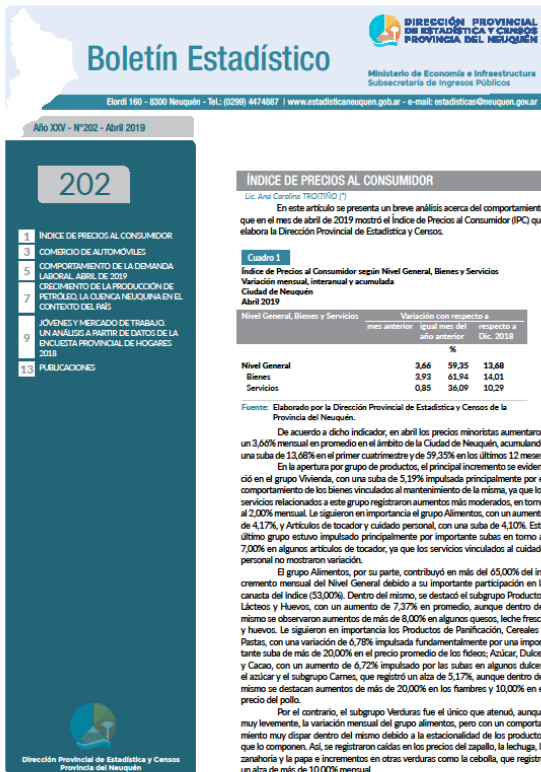 DIRECCIÓN PROVINCIAL
DE ESTADÍSTICA Y CENSOS
PROVINCIA DEL NEUQUÉN
Boletín Estadístico
Ministerio de Economía e Infraestructura
Subsecretaría de Ingresos Públicos
Elordi 160 - 8300 Neuquén - Tel.: (0299) 4474887 | www.estadisticaneuquen.gob.ar - e-mail: estadisticas@neuquen.gov.ar
Año XXV - N°202 - Abril 2019
202
1 ÍNDICE DE PRECIOS AL CONSUMIDOR
3 COMERCIO DE AUTOMÓVILES
5 COMPORTAMIENTO DE LA DEMANDA
LABORAL. ABRIL DE 2019
7 CRECIMIENTO DE LA PRODUCCIÓN DE
PETRÓLEO, LA CUENCA NEUQUINA EN EL
CONTEXTO DEL PAÍS
9 JÓVENES Y MERCADO DE TRABAJO.
UN ANÁLISIS A PARTIR DE DATOS DE LA
ENCUESTA PROVINCIAL DE HOGARES
2018
13 PUBLICACIONES
Dirección Provincial de Estadística y Censos
Provincia del Neuquén
ÍNDICE DE PRECIOS AL CONSUMIDOR
Lic. Ana Carolina TROITIÑO (*)
En este artículo se presenta un breve análisis acerca del comportamiento
que en el mes de abril de 2019 mostró el Índice de Precios al Consumidor (IPC) qu
elabora la Dirección Provincial de Estadística y Censos.
Cuadro 1
Índice de Precios al Consumidor según Nivel General, Bienes y Servicios
Variación mensual, interanual y acumulada
Ciudad de Neuquén
Abril 2019
Nivel General, Bienes y Servicios Variación con respecto a
mes anterior igual mes del respecto a
año anterior Dic. 2018
%
Nivel General 3,66 59,35 13,68
Bienes 3,93 61,94 14,01
Servicios 0,85 36,09 10,29
Fuente: Elaborado por la Dirección Provincial de Estadística y Censos de la
Provincia del Neuquén.
De acuerdo a dicho indicador, en abril los precios minoristas aumentaro
un 3,66% mensual en promedio en el ámbito de la Ciudad de Neuquén, acumuland
una suba de 13,68% en el primer cuatrimestre y de 59,35% en los últimos 12 mese
En la apertura por grupo de productos, el principal incremento se eviden
ció en el grupo Vivienda, con una suba de 5,19% impulsada principalmente por e
comportamiento de los bienes vinculados al mantenimiento de la misma, ya que lo
servicios relacionados a este grupo registraron aumentos más moderados, en torn
al 2,00% mensual. Le siguieron en importancia el grupo Alimentos, con un aument
de 4,17%, y Artículos de tocador y cuidado personal, con una suba de 4,10%. Est
último grupo estuvo impulsado principalmente por importante subas en torno a
7,00% en algunos artículos de tocador, ya que los servicios vinculados al cuidado
personal no mostraron variación.
El grupo Alimentos, por su parte, contribuyó en más del 65,00% del in
cremento mensual del Nivel General debido a su importante participación en l
canasta del índice (53,00%). Dentro del mismo, se destacó el subgrupo Producto
Lácteos y Huevos, con un aumento de 7,37% en promedio, aunque dentro de
mismo se observaron aumentos de más de 8,00% en algunos quesos, leche fresc
y huevos. Le siguieron en importancia los Productos de Panificación, Cereales
Pastas, con una variación de 6,78% impulsada fundamentalmente por una impor
tante suba de más de 20,00% en el precio promedio de los fideos; Azúcar, Dulce
y Cacao, con un aumento de 6,72% impulsado por las subas en algunos dulces
el azúcar y el subgrupo Carnes, que registró un alza de 5,17%, aunque dentro de
mismo se destacan aumentos de más de 20,00% en los fiambres y 10,00% en e
precio del pollo.
Por el contrario, el subgrupo Verduras fue el único que atenuó, aunqu
muy levemente, la variación mensual del grupo alimentos, pero con un comporta
miento muy dispar dentro del mismo debido a la estacionalidad de los producto
que lo componen. Así, se registraron caídas en los precios del zapallo, la lechuga, l
zanahoria y la papa e incrementos en otras verduras como la cebolla, que registr
un alza de más de 10,00% mensual.